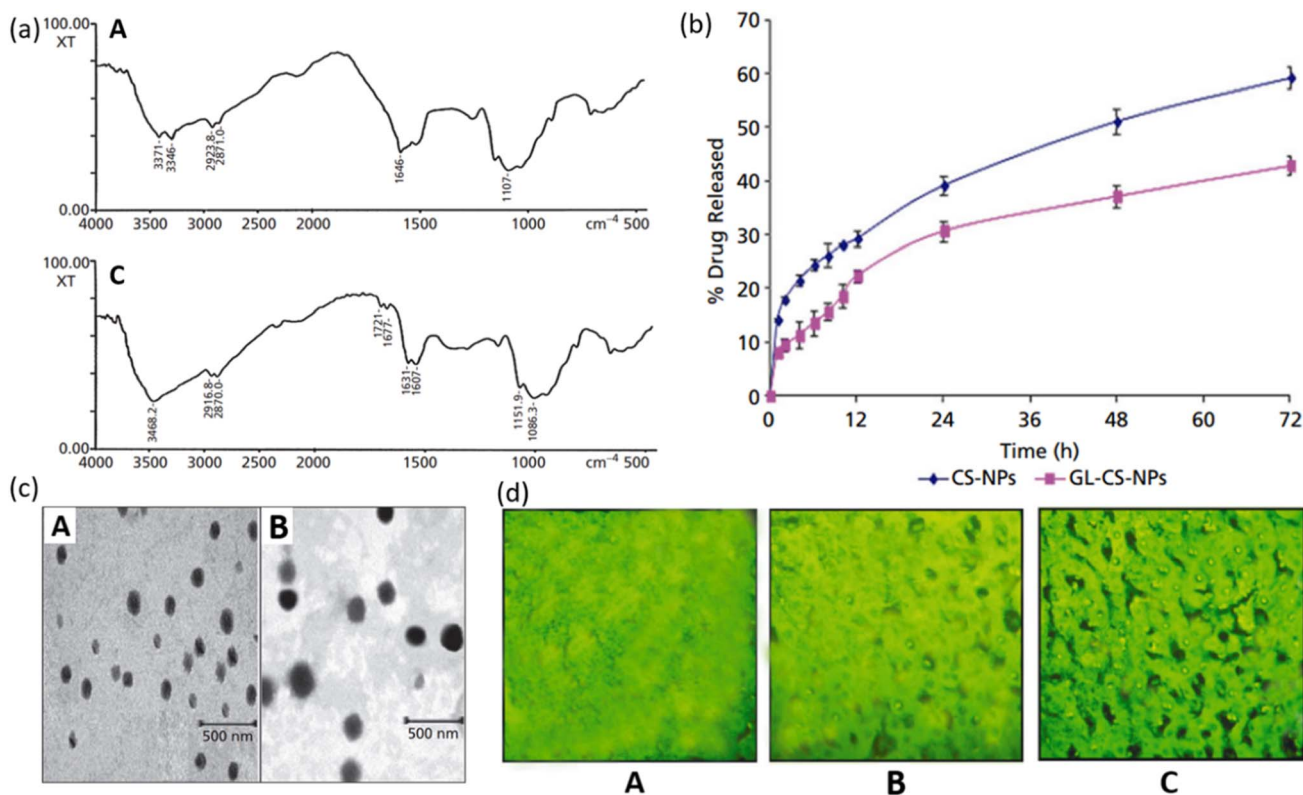 (a)
A
100.00
XT
3371-
3346-
2923.8-
2871.0-
1646-
1107-
0.00
4000 3500 3000 2500 2000 1500 1000 cm⁻⁴ 500
C
100.00
XT
3468.2-
2916.8-
2870.0-
1721-
1677-
1631-
1607-
1151.9-
1086.3-
0.00
4000 3500 3000 2500 2000 1500 1000 cm⁻⁴ 500
(b)
% Drug Released
70
60
50
40
30
20
10
0
0 12 24 36 48 60 72
Time (h)
CS-NPs GL-CS-NPs
(c)
A
500 nm
B
500 nm
(d)
A B C